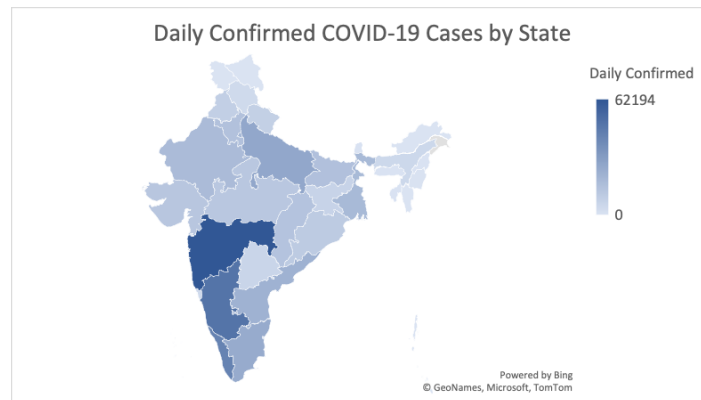 Daily Confirmed COVID-19 Cases by State
Daily Confirmed
62194
0
Powered by Bing
© GeoNames, Microsoft, TomTom